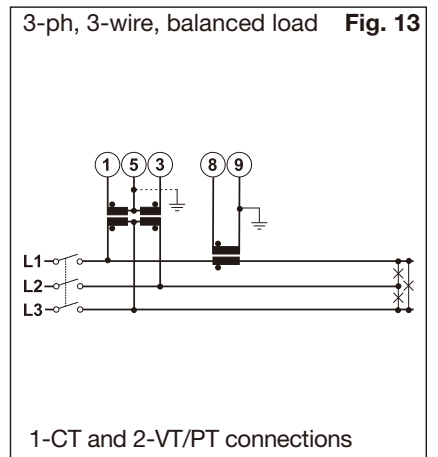 3-ph, 3-wire, balanced load Fig. 13
1 5 3 8 9
L1
L2
L3
1-CT and 2-VT/PT connections